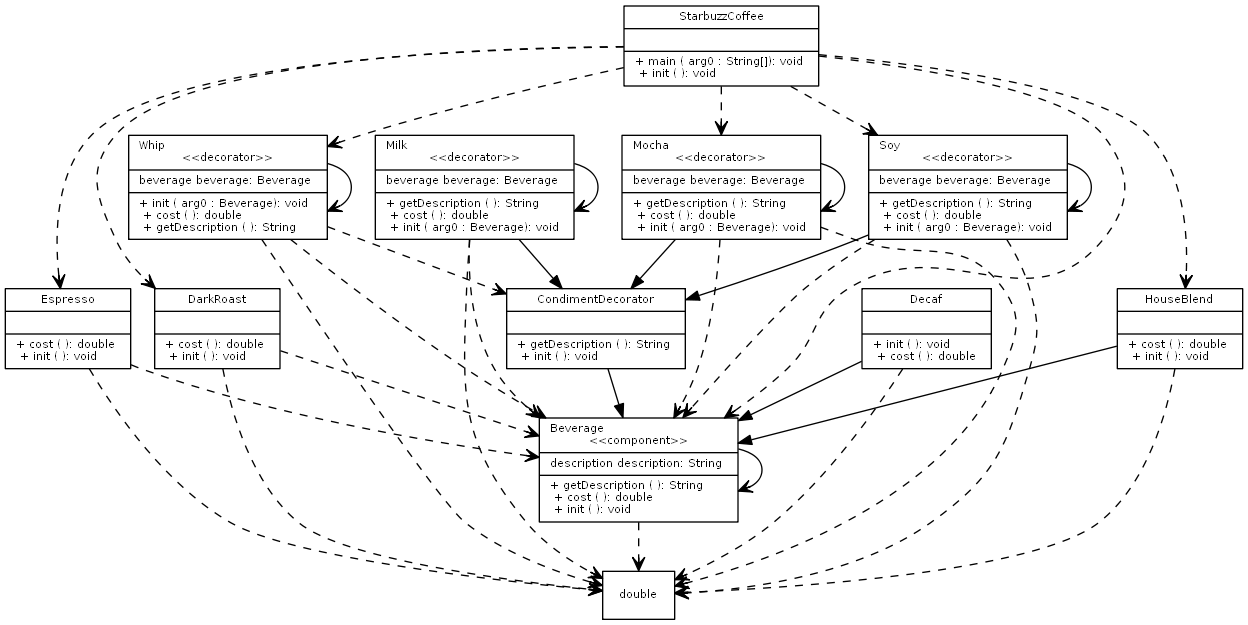 StarbuzzCoffee
+ main ( arg0 : String[]): void
+ init ( ): void
Whip
<<decorator>>
beverage beverage: Beverage
+ init ( arg0 : Beverage): void
+ cost ( ): double
+ getDescription ( ): String
Milk
<<decorator>>
beverage beverage: Beverage
+ getDescription ( ): String
+ cost ( ): double
+ init ( arg0 : Beverage): void
Mocha
<<decorator>>
beverage beverage: Beverage
+ getDescription ( ): String
+ cost ( ): double
+ init ( arg0 : Beverage): void
Soy
<<decorator>>
beverage beverage: Beverage
+ getDescription ( ): String
+ cost ( ): double
+ init ( arg0 : Beverage): void
Espresso
+ cost ( ): double
+ init ( ): void
DarkRoast
+ cost ( ): double
+ init ( ): void
CondimentDecorator
+ getDescription ( ): String
+ init ( ): void
Decaf
+ init ( ): void
+ cost ( ): double
HouseBlend
+ cost ( ): double
+ init ( ): void
Beverage
<<component>>
description description: String
+ getDescription ( ): String
+ cost ( ): double
+ init ( ): void
double